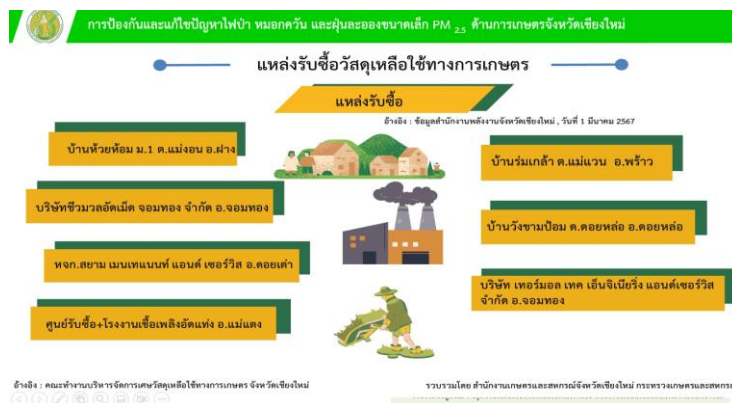 การป้องกันและแก้ไขปัญหาไฟป่า หมอกควัน และฝุ่นละอองขนาดเล็ก PM 2.5 ด้านการเกษตรจังหวัดเชียงใหม่
แหล่งรับซื้อวัสดุเหลือใช้ทางการเกษตร
แหล่งรับซื้อ
อ้างอิง : ข้อมูลสำนักงานพลังงานจังหวัดเชียงใหม่ , วันที่ 1 มีนาคม 2567
บ้านห้วยห้อม ม.1 ต.แม่งอน อ.ฝาง
บริษัทชีวมวลอัดเม็ด จอมทอง จำกัด อ.จอมทอง
หจก.สยาม เมนเทแนนท์ แอนด์ เซอร์วิส อ.ดอยเต่า
ศูนย์รับซื้อ+โรงงานเชื้อเพลิงอัดแท่ง อ.แม่แตง
บ้านร่มเกล้า ต.แม่แวน อ.พร้าว
บ้านวังขามป้อม ต.ดอยหล่อ อ.ดอยหล่อ
บริษัท เทอร์มอล เทค เอ็นจิเนียริ่ง แอนด์เซอร์วิส
จำกัด อ.จอมทอง
อ้างอิง : คณะทำงานบริหารจัดการเศษวัสดุเหลือใช้ทางการเกษตร จังหวัดเชียงใหม่
รวบรวมโดย สำนักงานเกษตรและสหกรณ์จังหวัดเชียงใหม่ กระทรวงเกษตรและสหกร